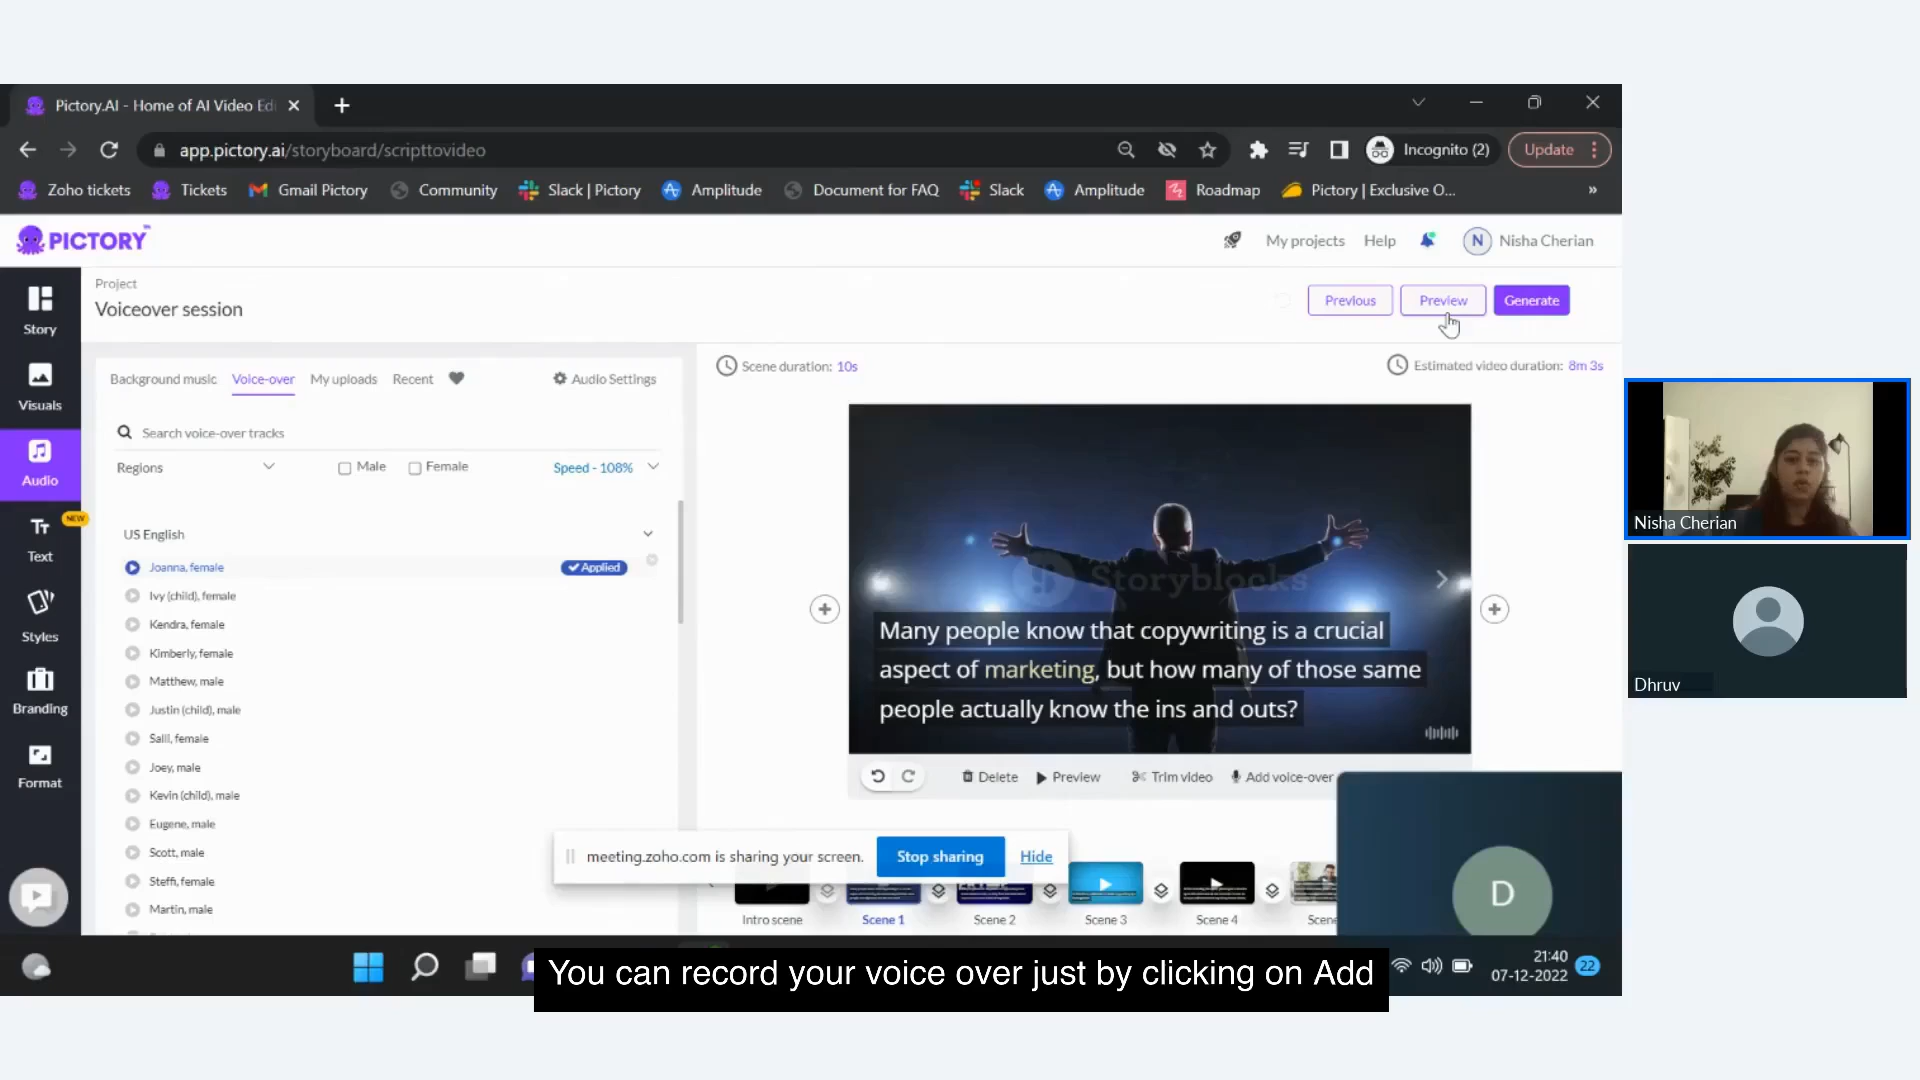 Pictory.AI - Home of AI Video Edi
app.pictory.ai/storyboard/scripttovideo
Incognito (2)
Update
Zoho tickets
Tickets
Gmail Pictory
Community
Slack | Pictory
Amplitude
Document for FAQ
Slack
Amplitude
Roadmap
Pictory | Exclusive O...
»
PICTORY
My projects
Help
N
Nisha Cherian
Project
Voiceover session
Previous
Preview
Generate
Story
Visuals
Audio
NEW
Text
Styles
Branding
Format
Background music
Voice-over
My uploads
Recent
Audio Settings
Search voice-over tracks
Regions
Male
Female
Speed - 108%
US English
Joanna, female
Applied
Ivy (child), female
Kendra, female
Kimberly, female
Matthew, male
Justin (child), male
Salli, female
Joey, male
Kevin (child), male
Eugene, male
Scott, male
Steffi, female
Martin, male
Scene duration: 10s
Estimated video duration: 8m 3s
Storyblocks
Many people know that copywriting is a crucial
aspect of marketing, but how many of those same
people actually know the ins and outs?
Delete
Preview
Trim video
Add voice-over
meeting.zoho.com is sharing your screen.
Stop sharing
Hide
Intro scene
Scene 1
Scene 2
Scene 3
Scene 4
Scene
D
Nisha Cherian
Dhruv
21:40
07-12-2022
22
You can record your voice over just by clicking on Add